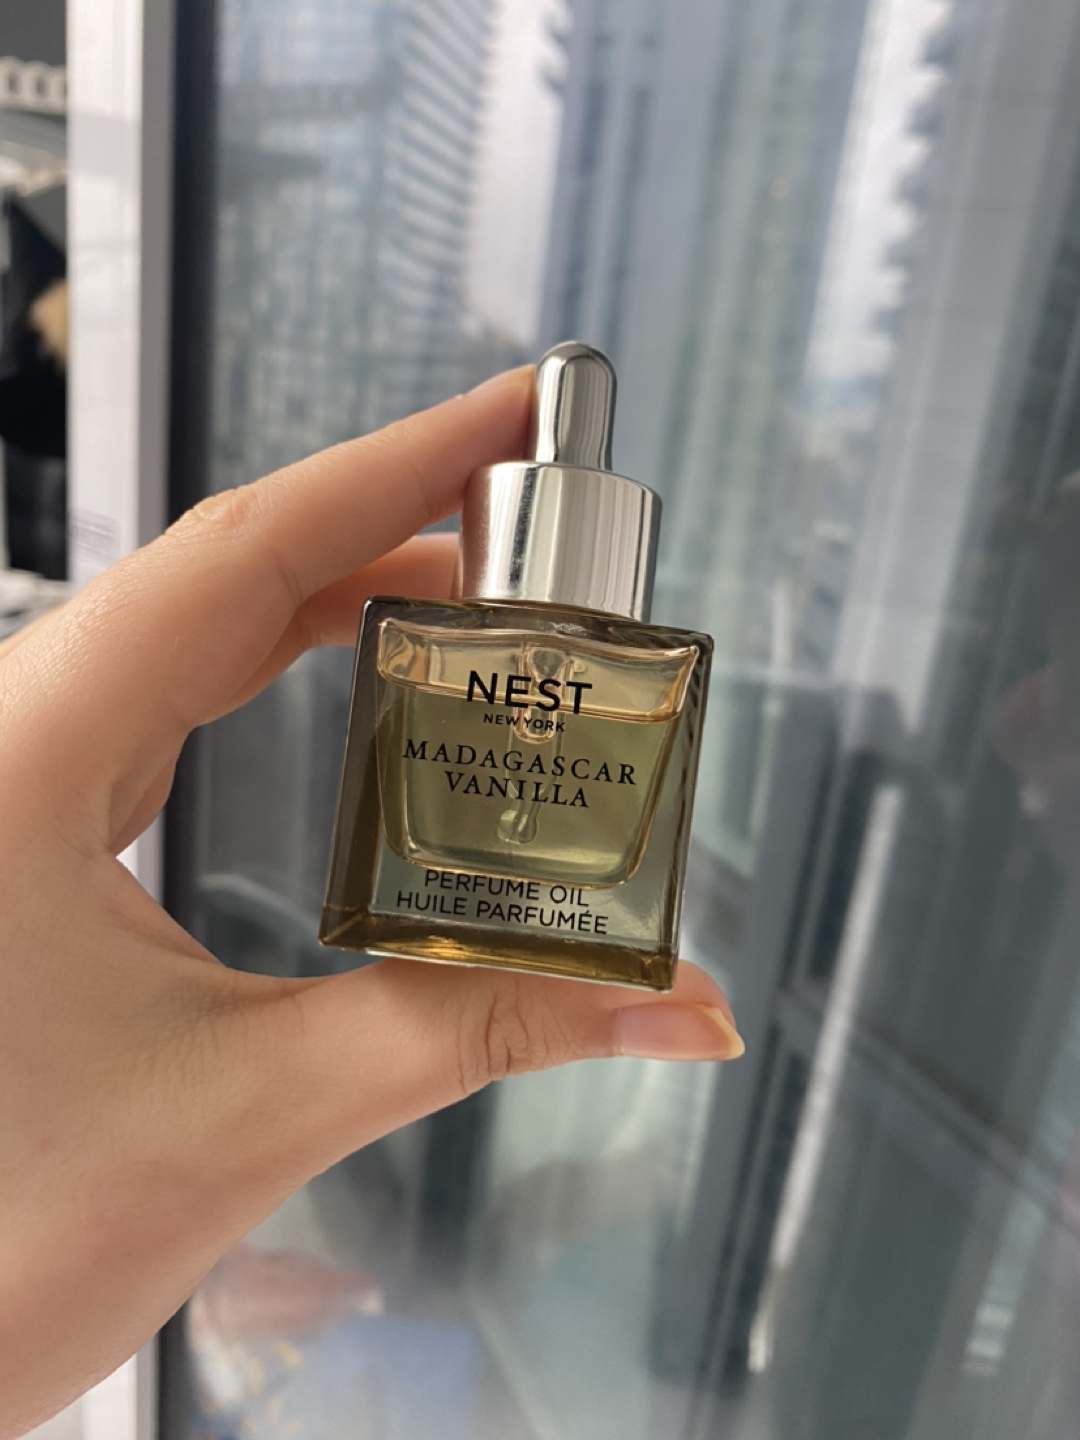 NEST
NEW YORK
MADAGASCAR
VANILLA
PERFUME OIL
HUILE PARFUMÉE